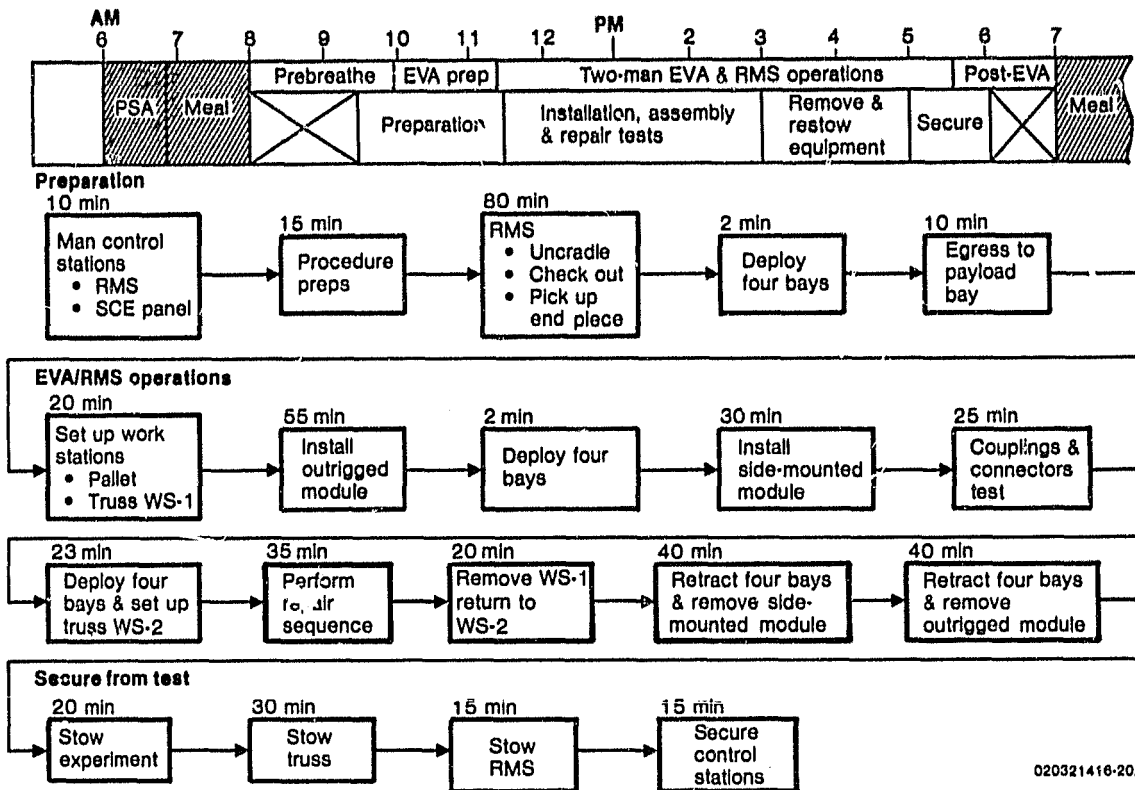 AM
PM
6 7 8 9 10 11 12 1 2 3 4 5 6 7
Prebreathe EVA prep Two-man EVA & RMS operations Post-EVA
PSA Meal
Preparation
Installation, assembly
& repair tests
Remove &
restow
equipment
Secure
Meal
Preparation
10 min
Man control
stations
• RMS
• SCE panel
15 min
Procedure
preps
80 min
RMS
• Uncradle
• Check out
• Pick up
end piece
2 min
Deploy
four bays
10 min
Egress to
payload
bay
EVA/RMS operations
20 min
Set up work
stations
• Pallet
• Truss WS-1
55 min
Install
outrigged
module
2 min
Deploy four
bays
30 min
Install
side-mounted
module
25 min
Couplings &
connectors
test
23 min
Deploy four
bays & set up
truss WS-2
35 min
Perform
sequence
20 min
Remove WS-1
return to
WS-2
40 min
Retract four bays
& remove side-
mounted module
40 min
Retract four bays
& remove
outrigged module
Secure from test
20 min
Stow
experiment
30 min
Stow
truss
15 min
Stow
RMS
15 min
Secure
control
stations